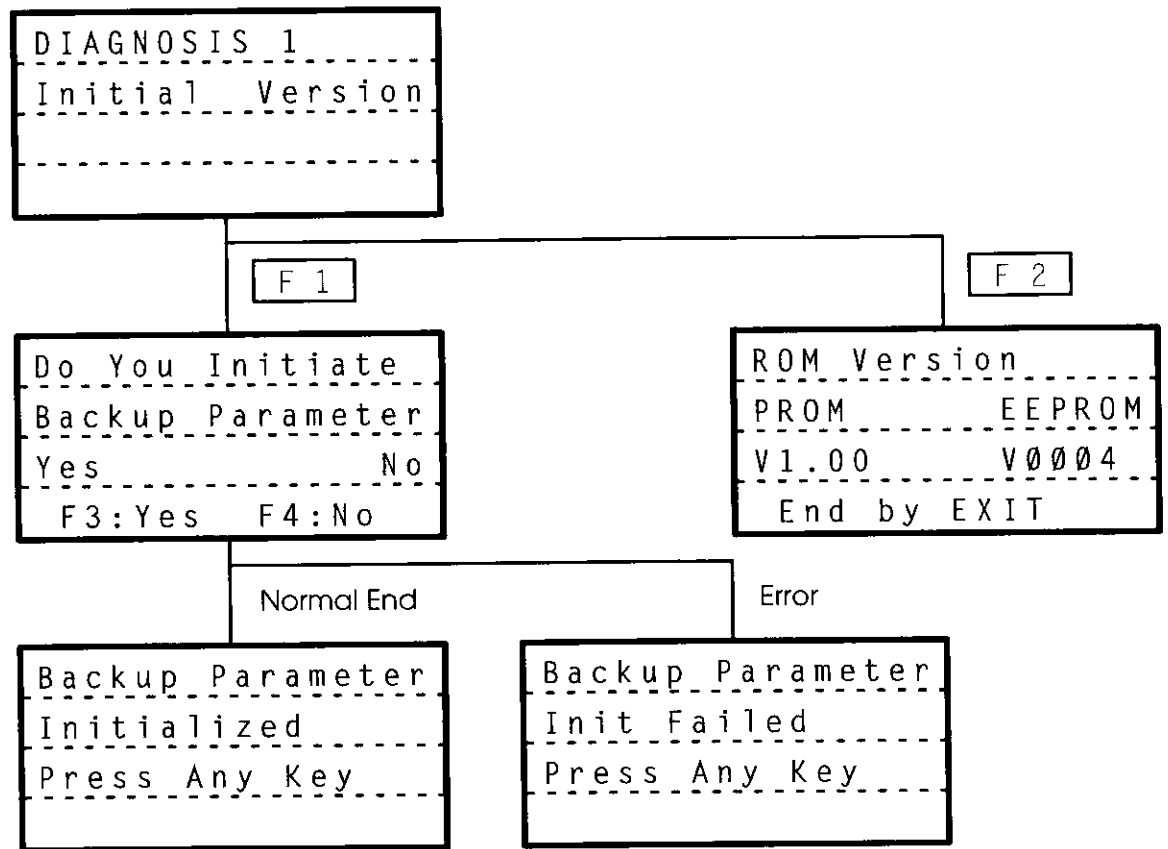 DIAGNOSIS 1
Initial Version
F 1
F 2
Do You Initiate
Backup Parameter
Yes No
F3:Yes F4:No
ROM Version
PROM EEPROM
V1.00 VØØØ4
End by EXIT
Normal End
Error
Backup Parameter
Initialized
Press Any Key
Backup Parameter
Init Failed
Press Any Key